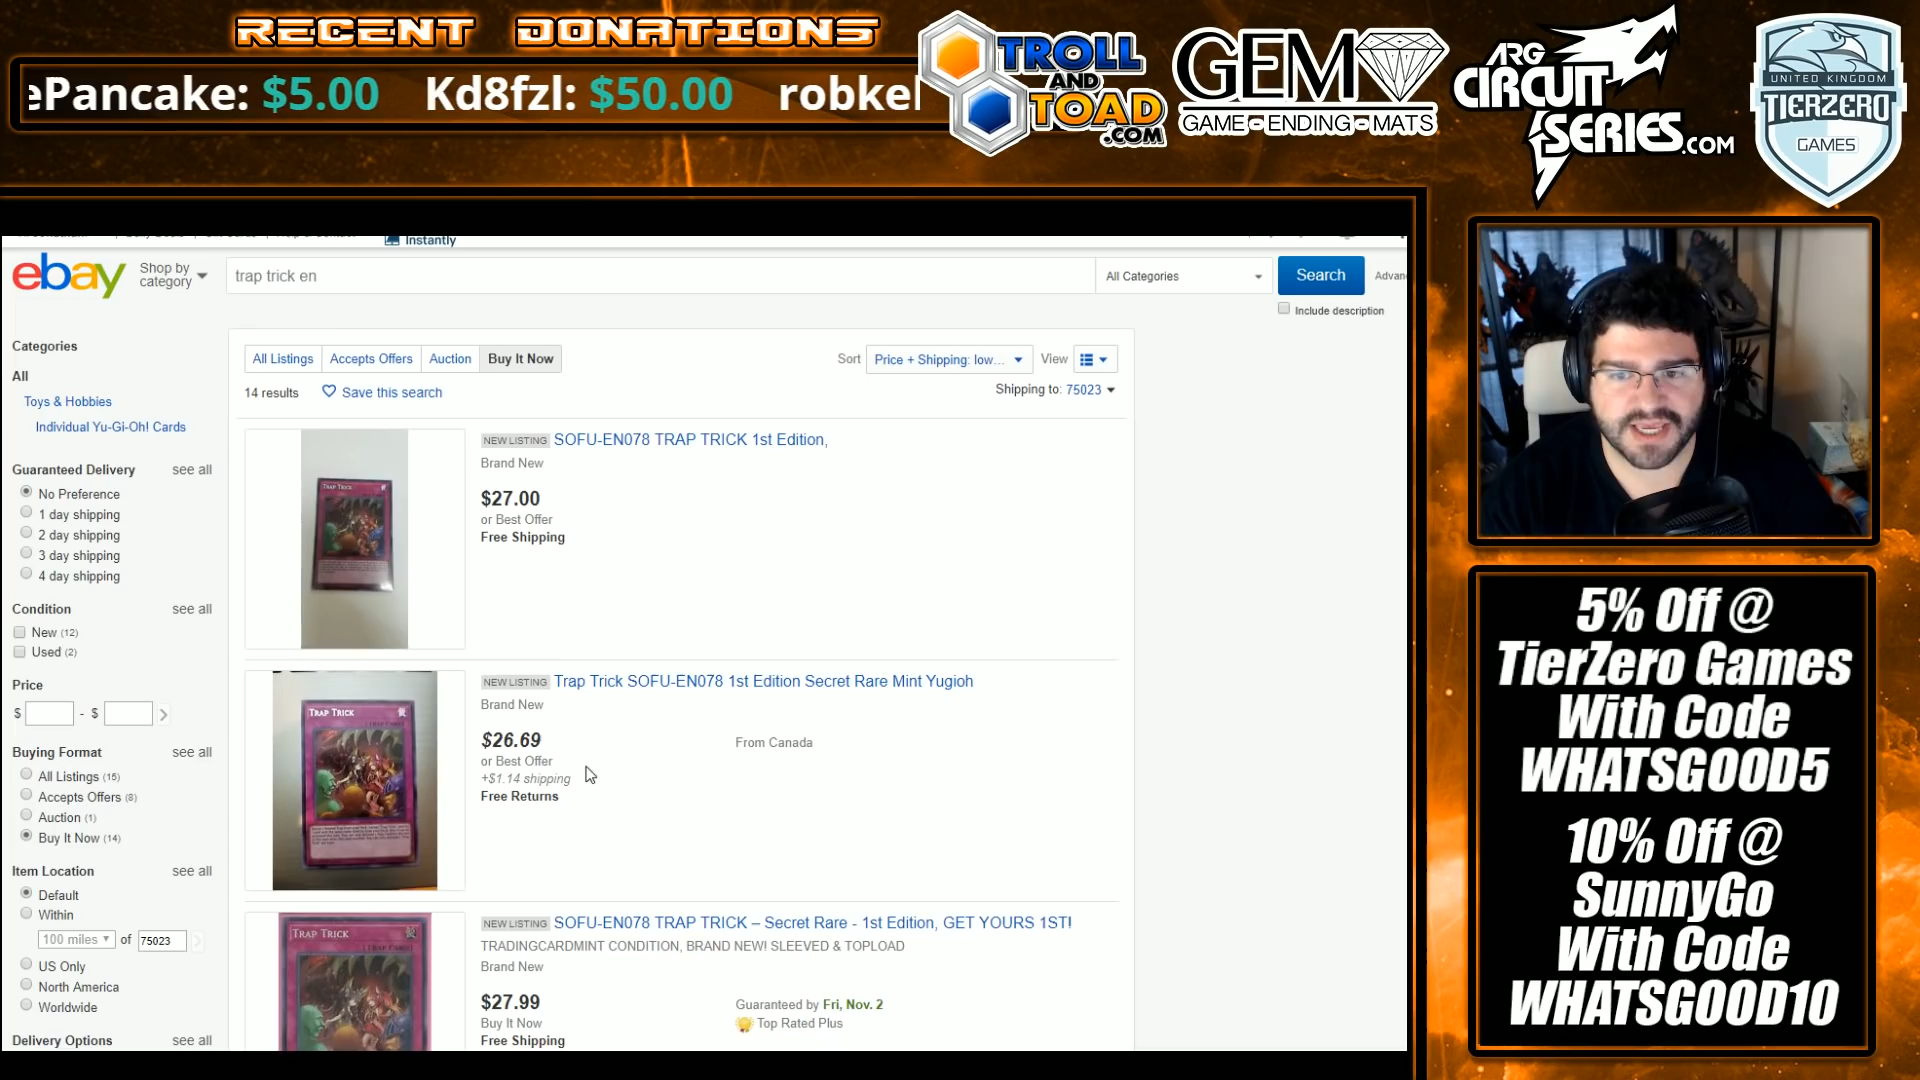 RECENT DONATIONS
ePancake: $5.00 Kd8fzl: $50.00 robkel
TROLL
AND
TOAD
.COM
GEM
GAME-ENDING-MATS
ARG
CIRCUIT
SERIES.COM
UNITED KINGDOM
TIERZERO
GAMES
Instantly
ebay
Shop by
category
trap trick en
All Categories
Search
Advan
Include description
Categories
All
Toys & Hobbies
Individual Yu-Gi-Oh! Cards
Guaranteed Delivery see all
No Preference
1 day shipping
2 day shipping
3 day shipping
4 day shipping
Condition see all
New (12)
Used (2)
Price
$ - $
Buying Format see all
All Listings (15)
Accepts Offers (8)
Auction (1)
Buy It Now (14)
Item Location see all
Default
Within
100 miles of 75023
US Only
North America
Worldwide
Delivery Options see all
All Listings Accepts Offers Auction Buy It Now
Sort Price + Shipping: low... View
14 results Save this search
Shipping to: 75023
NEW LISTING SOFU-EN078 TRAP TRICK 1st Edition,
Brand New
$27.00
or Best Offer
Free Shipping
TRAP TRICK
NEW LISTING Trap Trick SOFU-EN078 1st Edition Secret Rare Mint Yugioh
Brand New
$26.69
From Canada
or Best Offer
+$1.14 shipping
Free Returns
TRAP TRICK
NEW LISTING SOFU-EN078 TRAP TRICK – Secret Rare - 1st Edition, GET YOURS 1ST!
TRADINGCARDMINT CONDITION, BRAND NEW! SLEEVED & TOPLOAD
Brand New
$27.99
Guaranteed by Fri, Nov. 2
Buy It Now
Top Rated Plus
Free Shipping
TRAP TRICK
5% Off @
TierZero Games
With Code
WHATSGOOD5
10% Off @
SunnyGo
With Code
WHATSGOOD10